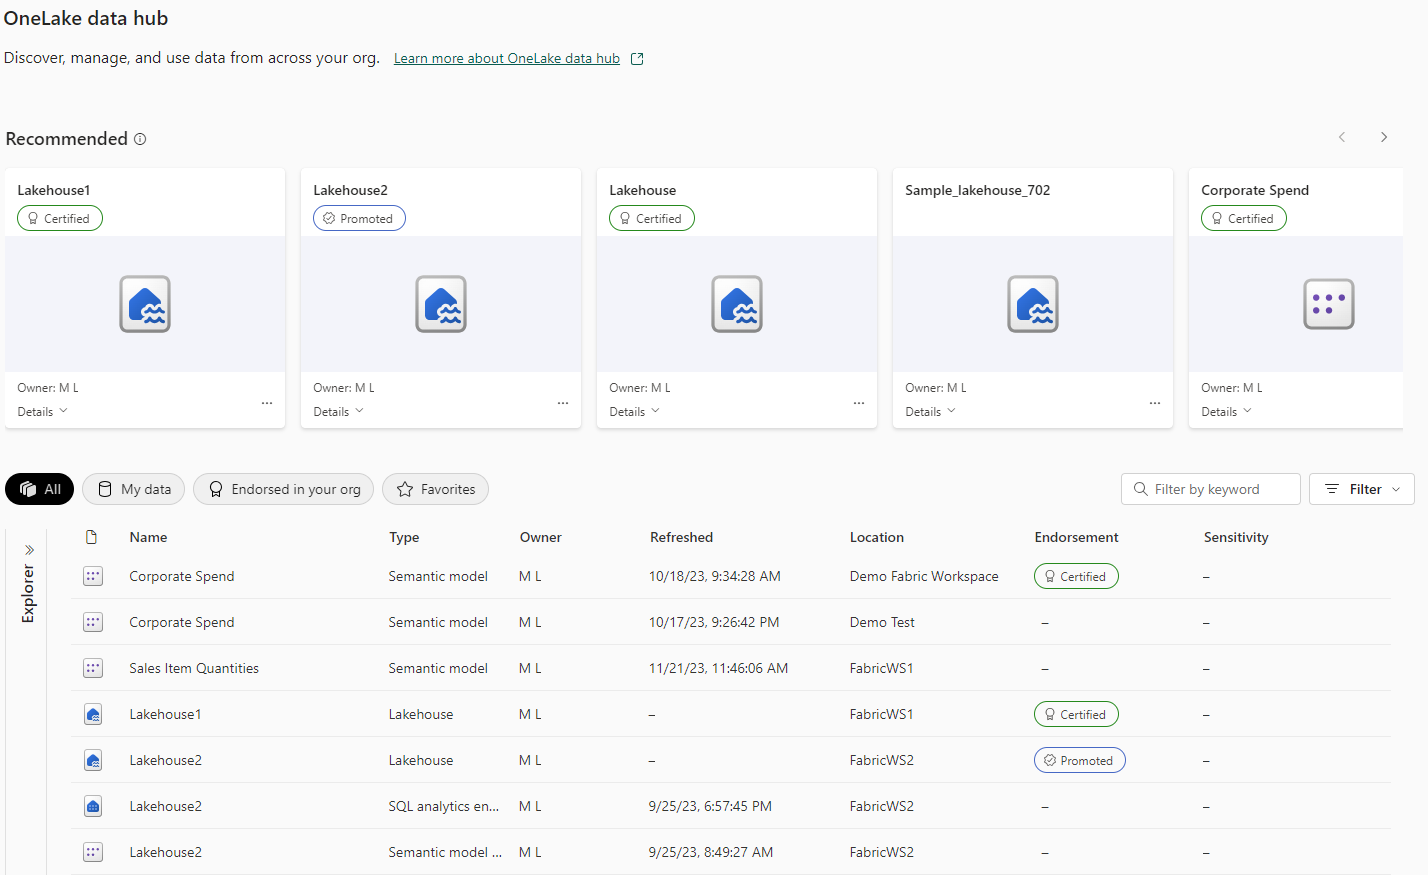 OneLake data hub
Discover, manage, and use data from across your org. Learn more about OneLake data hub
Recommended
Lakehouse1
Certified
Owner: M L
Details
Lakehouse2
Promoted
Owner: M L
Details
Lakehouse
Certified
Owner: M L
Details
Sample_lakehouse_702
Owner: M L
Details
Corporate Spend
Certified
Owner: M L
Details
All My data Endorsed in your org Favorites Filter by keyword Filter
Explorer
Name Type Owner Refreshed Location Endorsement Sensitivity
Corporate Spend Semantic model M L 10/18/23, 9:34:28 AM Demo Fabric Workspace Certified –
Corporate Spend Semantic model M L 10/17/23, 9:26:42 PM Demo Test – –
Sales Item Quantities Semantic model M L 11/21/23, 11:46:06 AM FabricWS1 – –
Lakehouse1 Lakehouse M L – FabricWS1 Certified –
Lakehouse2 Lakehouse M L – FabricWS2 Promoted –
Lakehouse2 SQL analytics en... M L 9/25/23, 6:57:45 PM FabricWS2 – –
Lakehouse2 Semantic model ... M L 9/25/23, 8:49:27 AM FabricWS2 – –